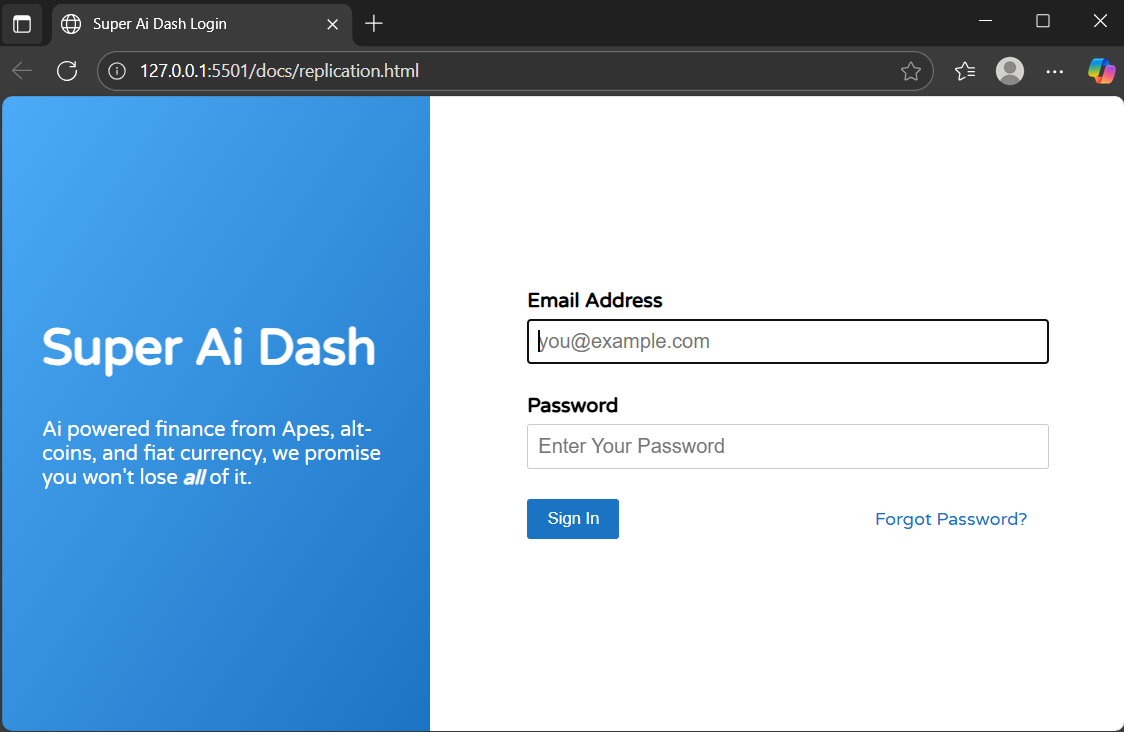 Super Ai Dash Login
127.0.0.1:5501/docs/replication.html
Super Ai Dash
Ai powered finance from Apes, alt-
coins, and fiat currency, we promise
you won't lose all of it.
Email Address
you@example.com
Password
Enter Your Password
Sign In
Forgot Password?